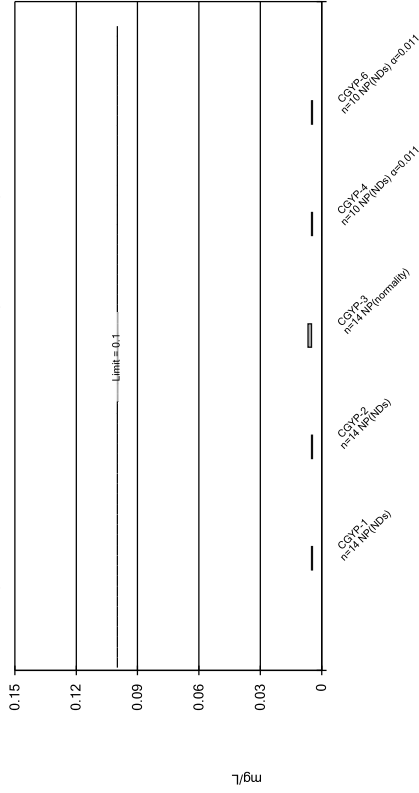 CGYP-6
n=10 NP(NDs) α=0.011
CGYP-4
n=10 NP(NDs) α=0.011
CGYP-3
n=14 NP(normality)
CGYP-2
n=14 NP(NDs)
CGYP-1
n=14 NP(NDs)
Limit = 0.1
0.15
0.12
0.09
0.06
0.03
0
mg/L